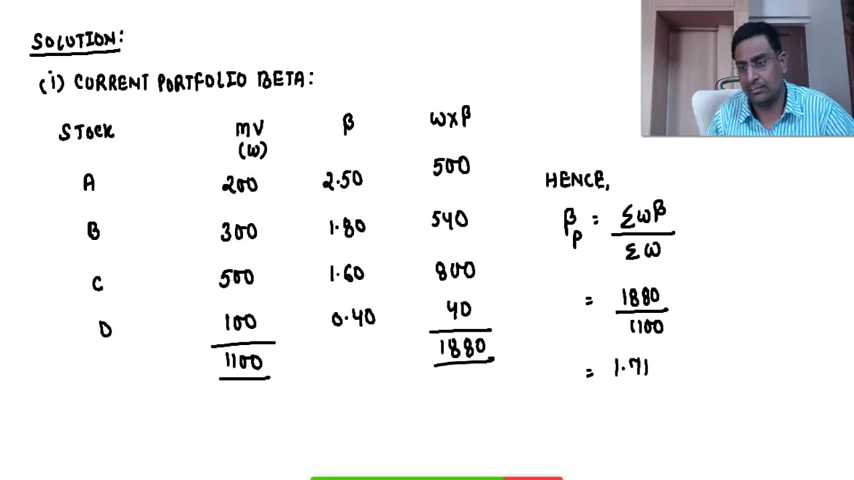 SOLUTION:
(i) CURRENT PORTFOLIO BETA:
STOCK MV (W) β W×β
A 200 2.50 500
B 300 1.80 540
C 500 1.60 800
D 100 0.40 40
1100 1880
HENCE,
βp = ΣWβ / ΣW
= 1880 / 1100
= 1.71